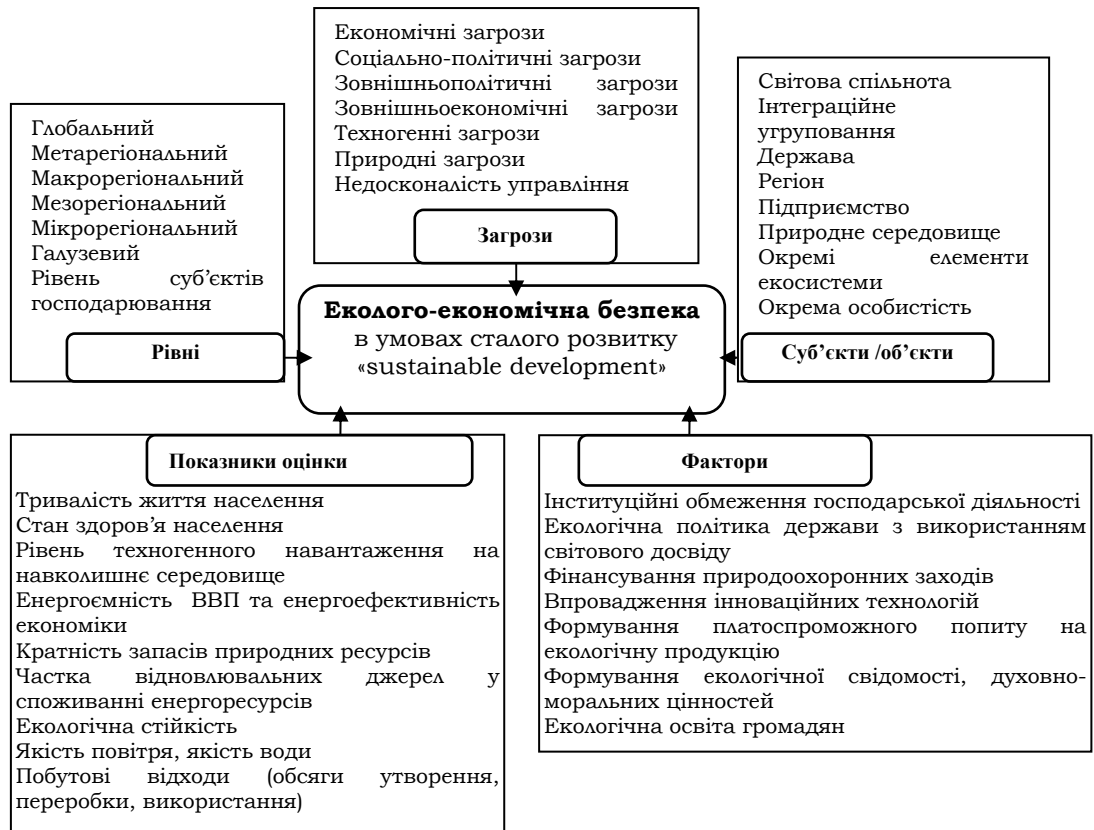 Економічні загрози
Соціально-політичні загрози
Зовнішньополітичні загрози
Зовнішньоекономічні загрози
Техногенні загрози
Природні загрози
Недосконалість управління
Загрози
Глобальний
Метарегіональний
Макрорегіональний
Мезорегіональний
Мікрорегіональний
Галузевий
Рівень суб’єктів
господарювання
Рівні
Еколого-економічна безпека
в умовах сталого розвитку
«sustainable development»
Світова спільнота
Інтеграційне
угруповання
Держава
Регіон
Підприємство
Природне середовище
Окремі елементи
екосистеми
Окрема особистість
Суб’єкти /об’єкти
Показники оцінки
Тривалість життя населення
Стан здоров’я населення
Рівень техногенного навантаження на
навколишнє середовище
Енергоємність ВВП та енергоефективність
економіки
Кратність запасів природних ресурсів
Частка відновлювальних джерел у
споживанні енергоресурсів
Екологічна стійкість
Якість повітря, якість води
Побутові відходи (обсяги утворення,
переробки, використання)
Фактори
Інституційні обмеження господарської діяльності
Екологічна політика держави з використанням
світового досвіду
Фінансування природоохоронних заходів
Впровадження інноваційних технологій
Формування платоспроможного попиту на
екологічну продукцію
Формування екологічної свідомості, духовно-
моральних цінностей
Екологічна освіта громадян